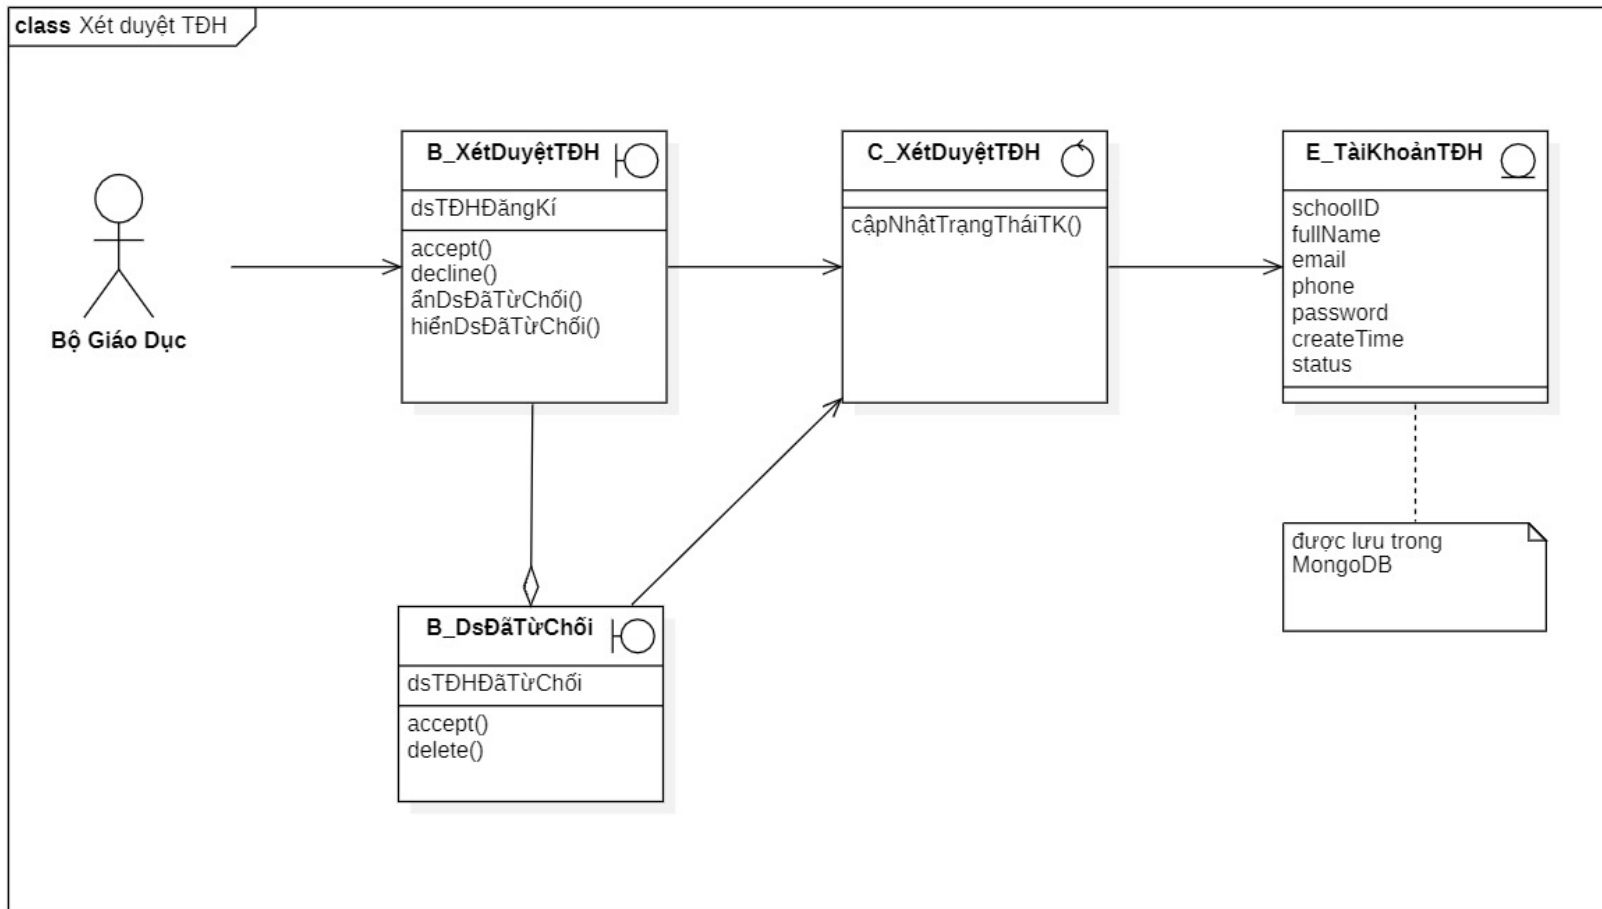 class Xét duyệt TĐH
B_XétDuyệtTĐH
dsTĐHĐăngKí
accept()
decline()
ẩnDsĐãTừChối()
hiểnDsĐãTừChối()
C_XétDuyệtTĐH
cậpNhậtTrạngTháiTK()
E_TàiKhoảnTĐH
schoolID
fullName
email
phone
password
createTime
status
Bộ Giáo Dục
được lưu trong
MongoDB
B_DsĐãTừChối
dsTĐHĐãTừChối
accept()
delete()